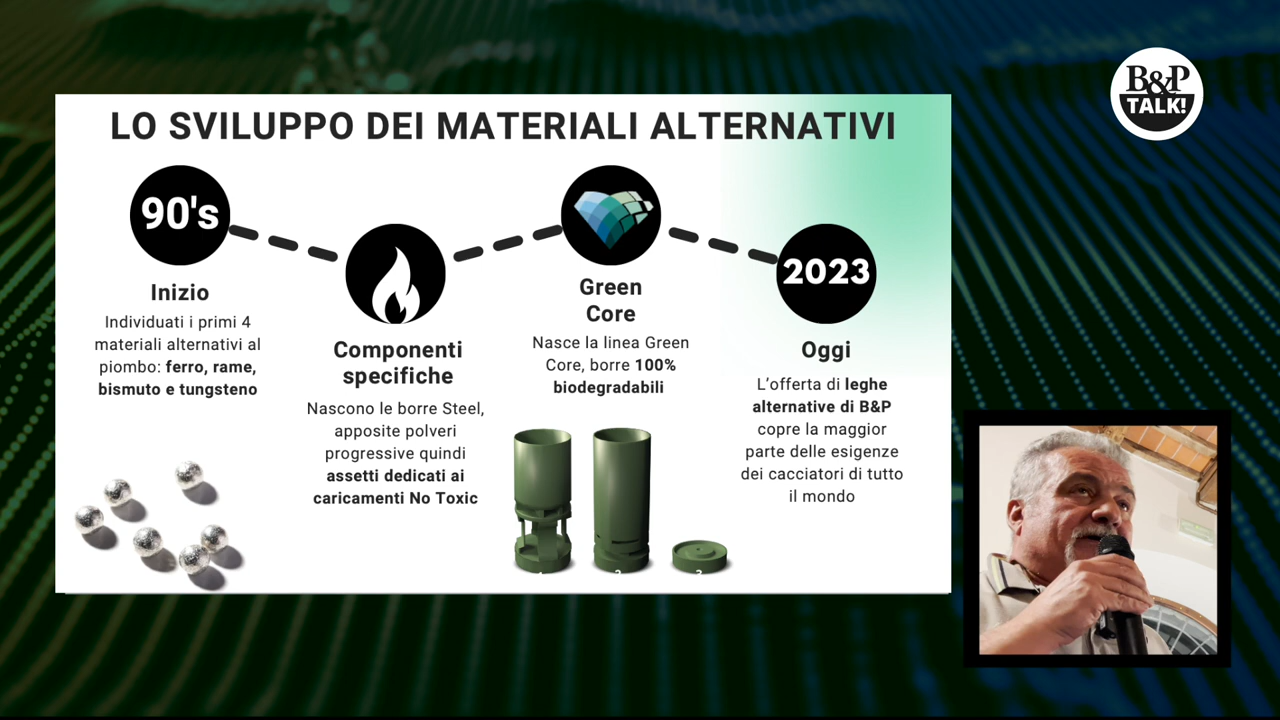 LO SVILUPPO DEI MATERIALI ALTERNATIVI
90's
Inizio
Individuati i primi 4
materiali alternativi al
piombo: ferro, rame,
bismuto e tungsteno
Componenti
specifiche
Nascono le borre Steel,
apposite polveri
progressive quindi
assetti dedicati ai
caricamenti No Toxic
Green
Core
Nasce la linea Green
Core, borre 100%
biodegradabili
2023
Oggi
L'offerta di leghe
alternative di B&P
copre la maggior
parte delle esigenze
dei cacciatori di tutto
il mondo
B&P
TALK!